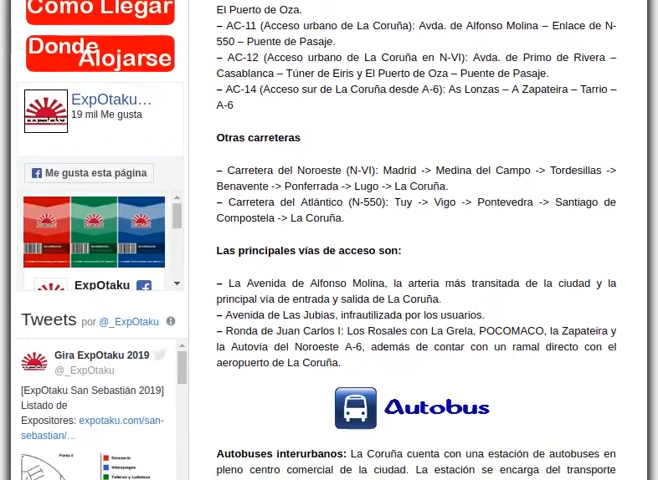 Como Llegar
Donde
Alojarse
ExpOtaku…
19 mil Me gusta
Me gusta esta página
ExpOtaku
Tweets por @_ExpOtaku
Gira ExpOtaku 2019
@_ExpOtaku
[ExpOtaku San Sebastián 2019]
Listado de
Expositores: expotaku.com/san-
sebastian/…
El Puerto de Oza.
– AC-11 (Acceso urbano de La Coruña): Avda. de Alfonso Molina – Enlace de N-
550 – Puente de Pasaje.
– AC-12 (Acceso urbano de La Coruña en N-VI): Avda. de Primo de Rivera –
Casablanca – Túner de Eiris y El Puerto de Oza – Puente de Pasaje.
– AC-14 (Acceso sur de La Coruña desde A-6): As Lonzas – A Zapateira – Tarrio –
A-6
Otras carreteras
– Carretera del Noroeste (N-VI): Madrid -> Medina del Campo -> Tordesillas ->
Benavente -> Ponferrada -> Lugo -> La Coruña.
– Carretera del Atlántico (N-550): Tuy -> Vigo -> Pontevedra -> Santiago de
Compostela -> La Coruña.
Las principales vías de acceso son:
– La Avenida de Alfonso Molina, la arteria más transitada de la ciudad y la
principal vía de entrada y salida de La Coruña.
– Avenida de Las Jubias, infrautilizada por los usuarios.
– Ronda de Juan Carlos I: Los Rosales con La Grela, POCOMACO, la Zapateira y
la Autovía del Noroeste A-6, además de contar con un ramal directo con el
aeropuerto de La Coruña.
Autobus
Autobuses interurbanos: La Coruña cuenta con una estación de autobuses en
pleno centro comercial de la ciudad. La estación se encarga del transporte